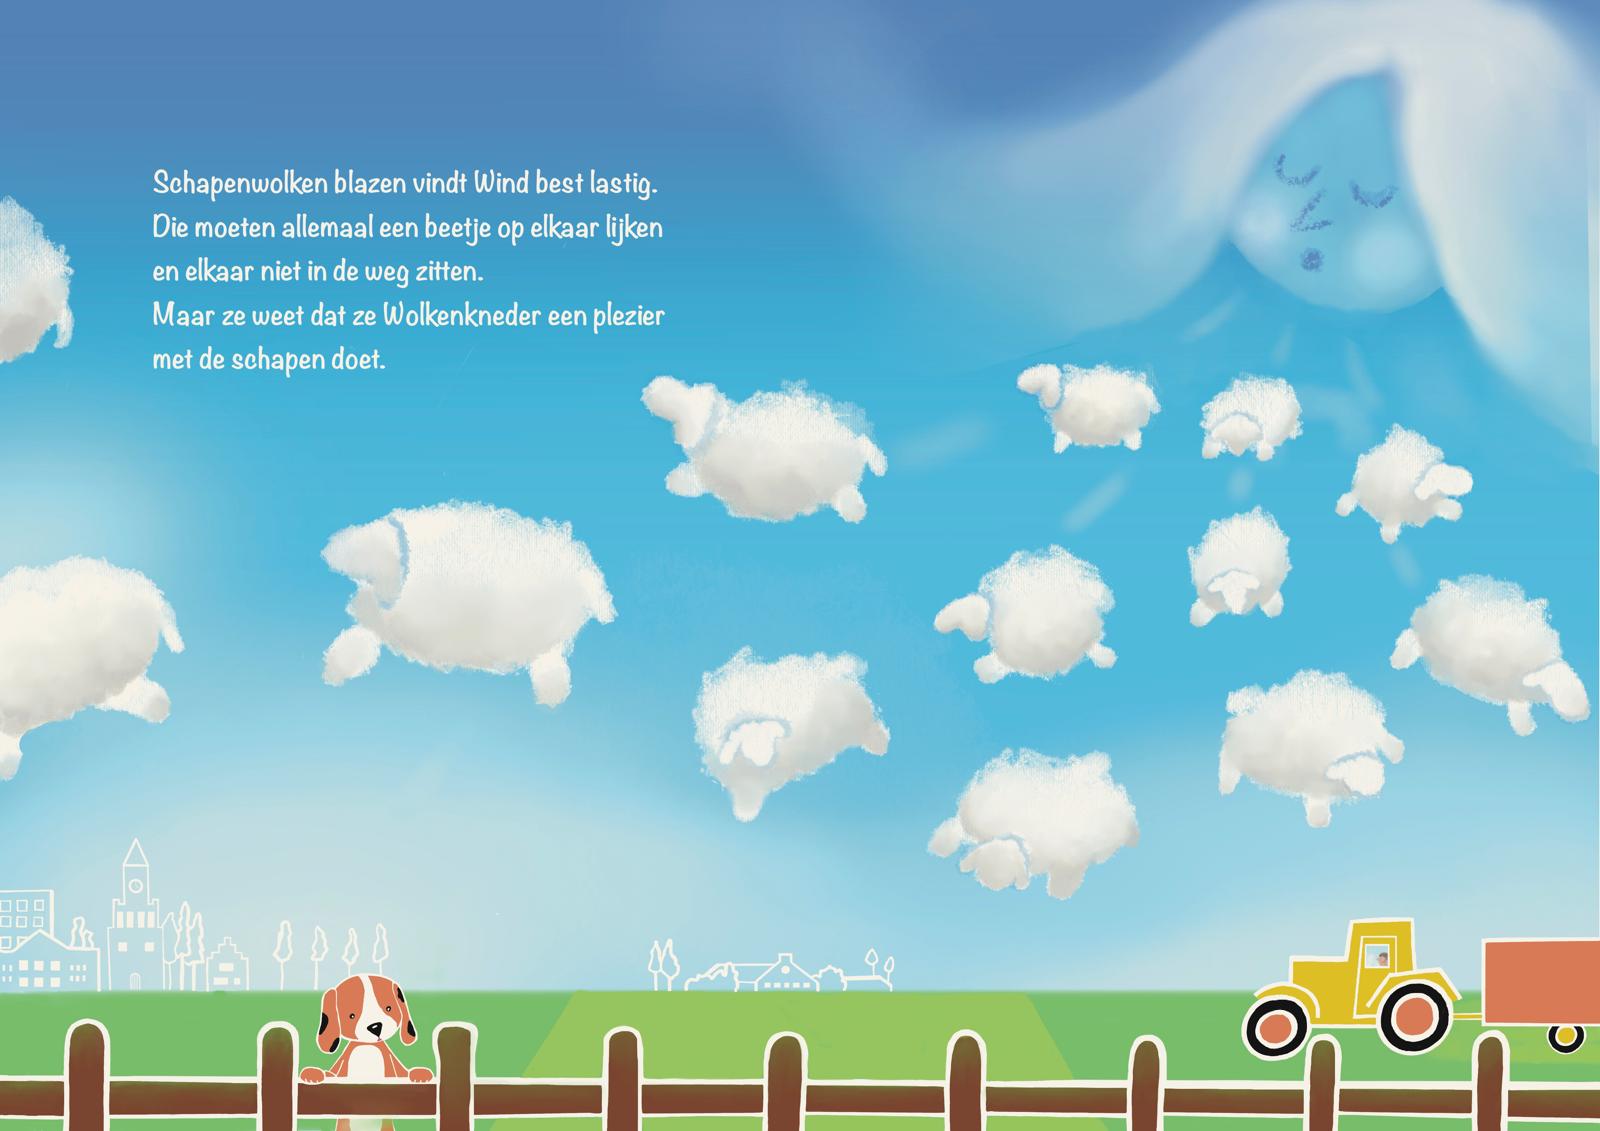 Schapenwolken blazen vindt Wind best lastig.
Die moeten allemaal een beetje op elkaar lijken
en elkaar niet in de weg zitten.
Maar ze weet dat ze Wolkenkneder een plezier
met de schapen doet.